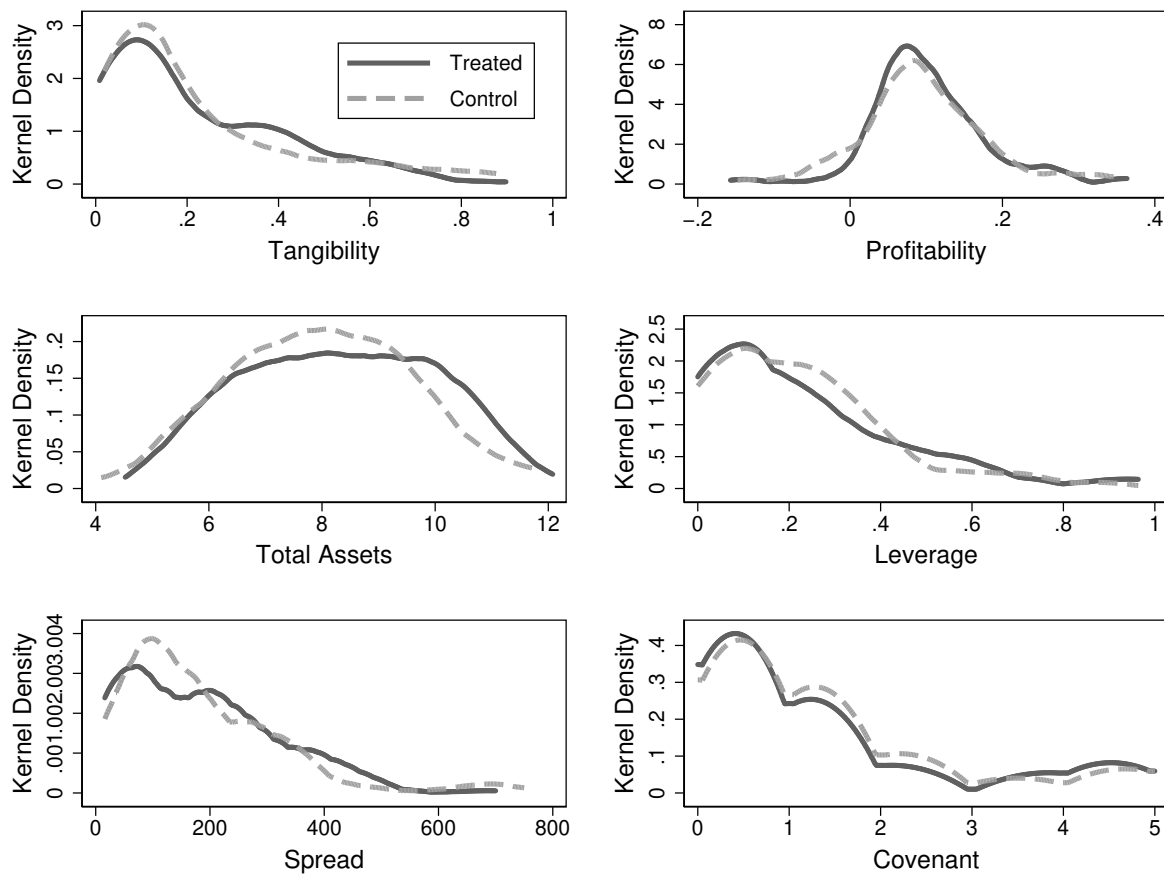 Kernel Density
0 1 2 3
0 .2 .4 .6 .8 1
Tangibility
Treated
Control
Kernel Density
0 2 4 6 8
−.2 0 .2 .4
Profitability
Kernel Density
0 .05 .1 .15 .2
4 6 8 10 12
Total Assets
Kernel Density
0 .5 1 1.5 2 2.5
0 .2 .4 .6 .8 1
Leverage
Kernel Density
0 .001 .002 .003 .004
0 200 400 600 800
Spread
Kernel Density
0 .1 .2 .3 .4
0 1 2 3 4 5
Covenant